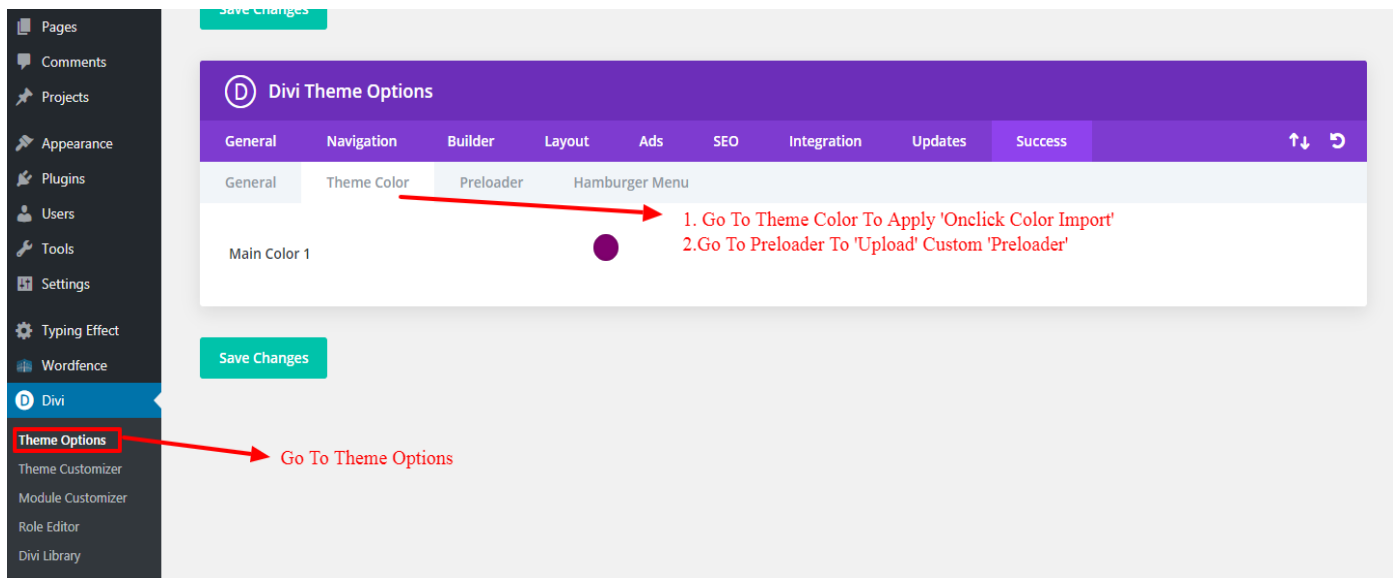 Save Changes
Pages
Comments
Projects
Appearance
Plugins
Users
Tools
Settings
Typing Effect
Wordfence
D Divi
Theme Options
Theme Customizer
Module Customizer
Role Editor
Divi Library
D Divi Theme Options
General Navigation Builder Layout Ads SEO Integration Updates Success
General Theme Color Preloader Hamburger Menu
1. Go To Theme Color To Apply 'Onclick Color Import'
2.Go To Preloader To 'Upload' Custom 'Preloader'
Main Color 1
Save Changes
Go To Theme Options